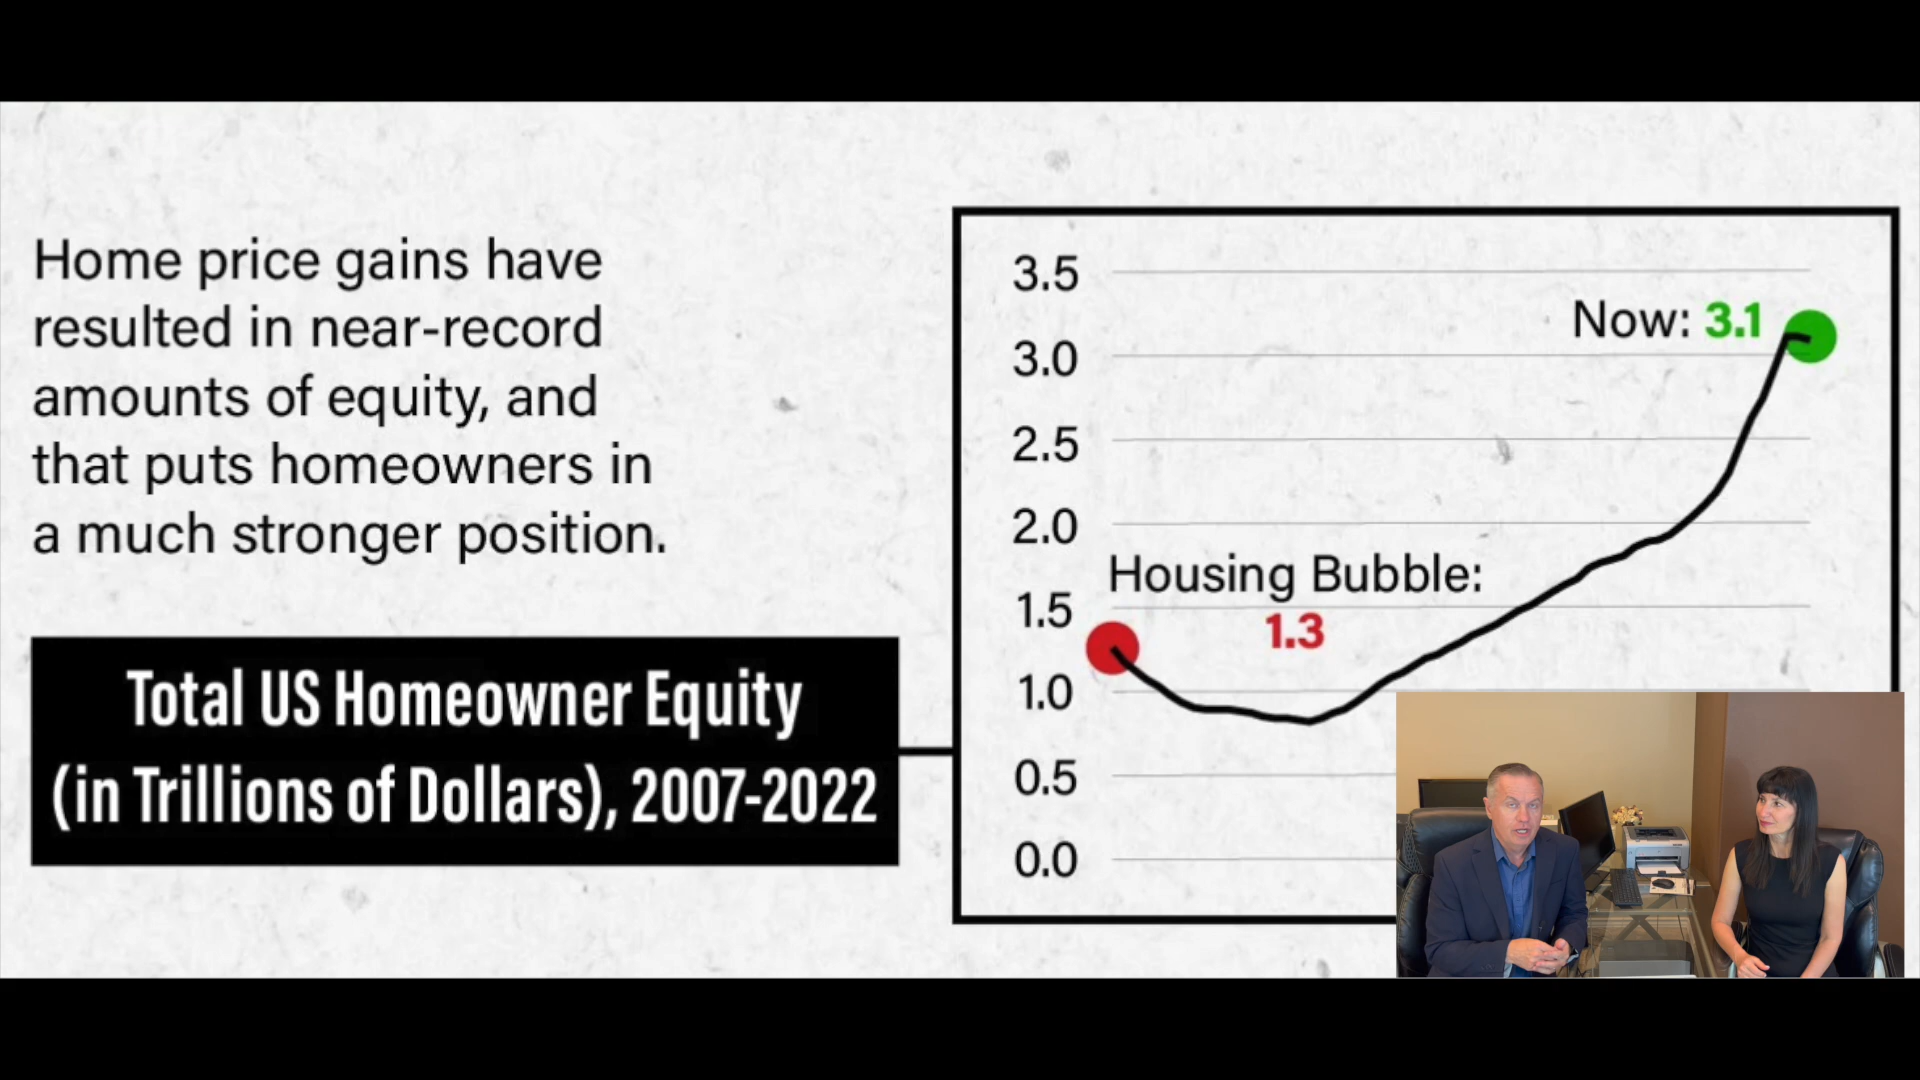 Home price gains have
resulted in near-record
amounts of equity, and
that puts homeowners in
a much stronger position.
Total US Homeowner Equity
(in Trillions of Dollars), 2007-2022
3.5
Now: 3.1
3.0
2.5
2.0
Housing Bubble:
1.5
1.3
1.0
0.5
0.0